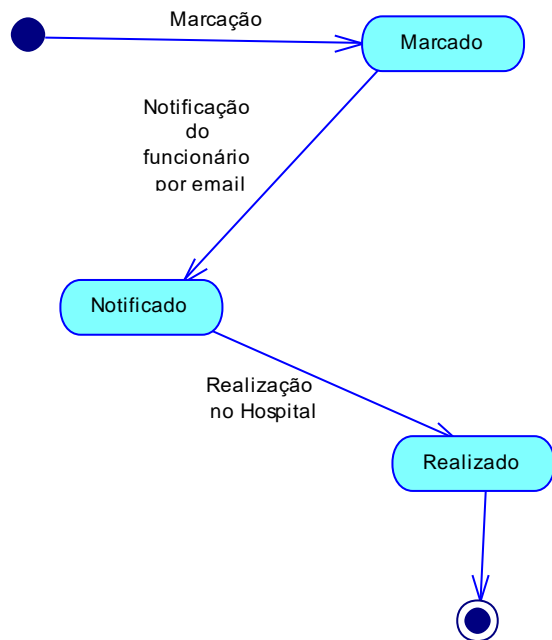 Marcação
Marcado
Notificação
do
funcionário
por email
Notificado
Realização
no Hospital
Realizado